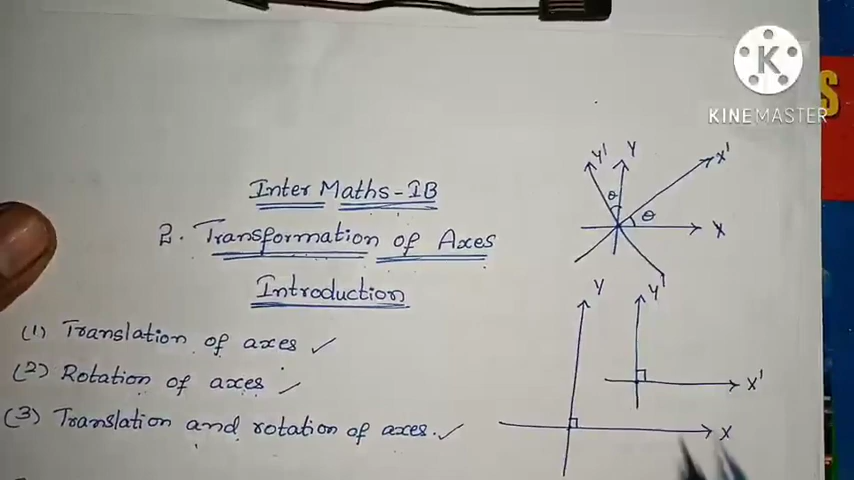 K
KINEMASTER
S
Inter Maths-IB
2. Transformation of Axes
Introduction
(1) Translation of axes ✓
(2) Rotation of axes ✓
(3) Translation and rotation of axes. ✓
Y' Y X'
θ θ
X
Y Y'
X'
X